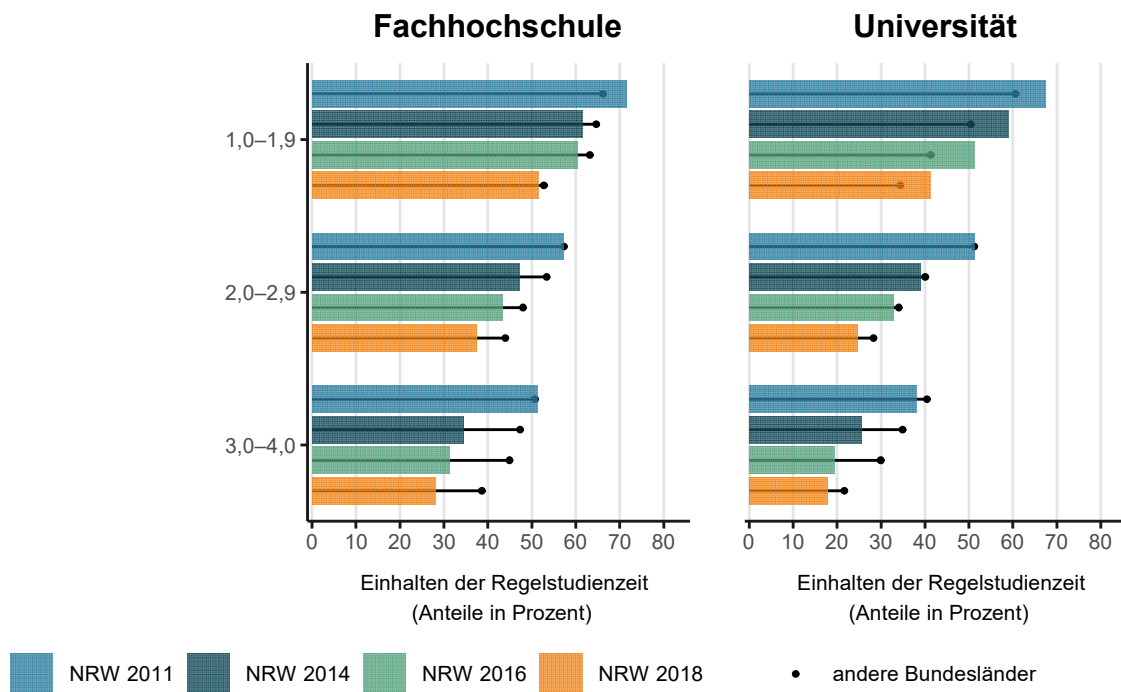 Fachhochschule
Universität
1,0–1,9
2,0–2,9
3,0–4,0
0 10 20 30 40 50 60 70 80
0 10 20 30 40 50 60 70 80
Einhalten der Regelstudienzeit
(Anteile in Prozent)
Einhalten der Regelstudienzeit
(Anteile in Prozent)
NRW 2011 NRW 2014 NRW 2016 NRW 2018 andere Bundesländer